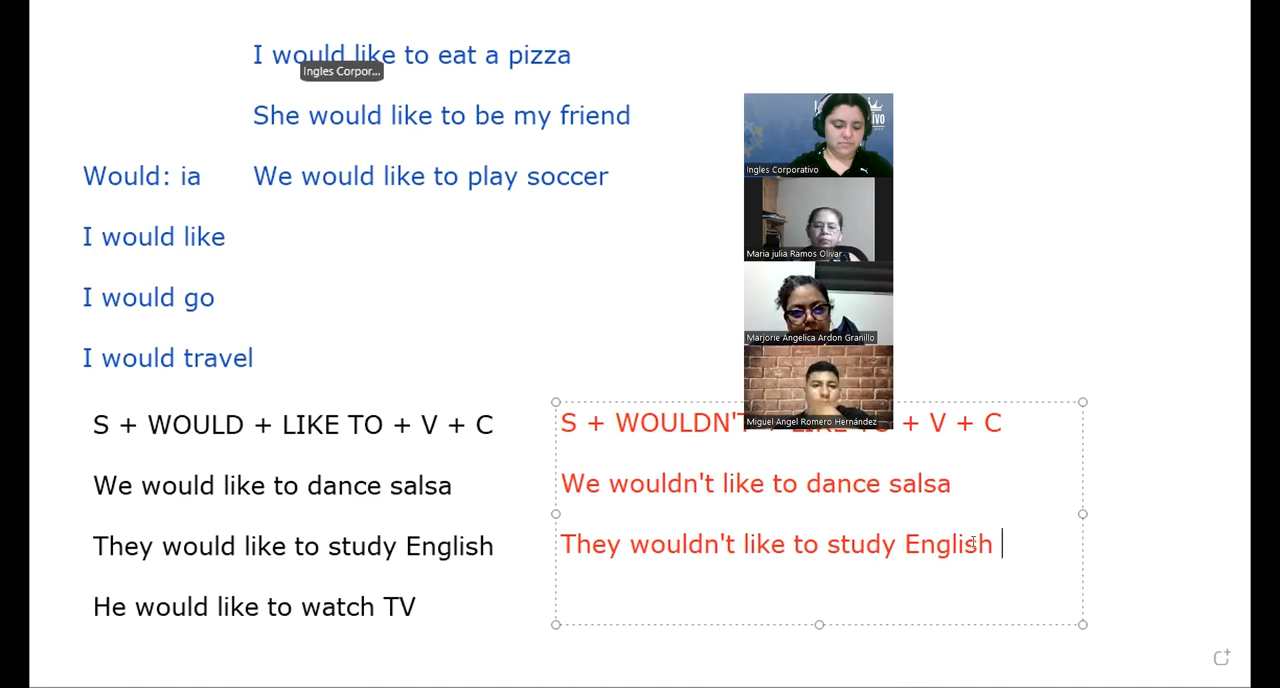 I would like to eat a pizza
Ingles Corpor...
She would like to be my friend
Would: ia
We would like to play soccer
I would like
I would go
I would travel
S + WOULD + LIKE TO + V + C
We would like to dance salsa
They would like to study English
He would like to watch TV
Ingles Corporativo
Maria julia Ramos Olivar
Marjorie Angelica Ardon Granillo
Miguel Angel Romero Hernández
S + WOULDN'T + LIKE TO + V + C
We wouldn't like to dance salsa
They wouldn't like to study English